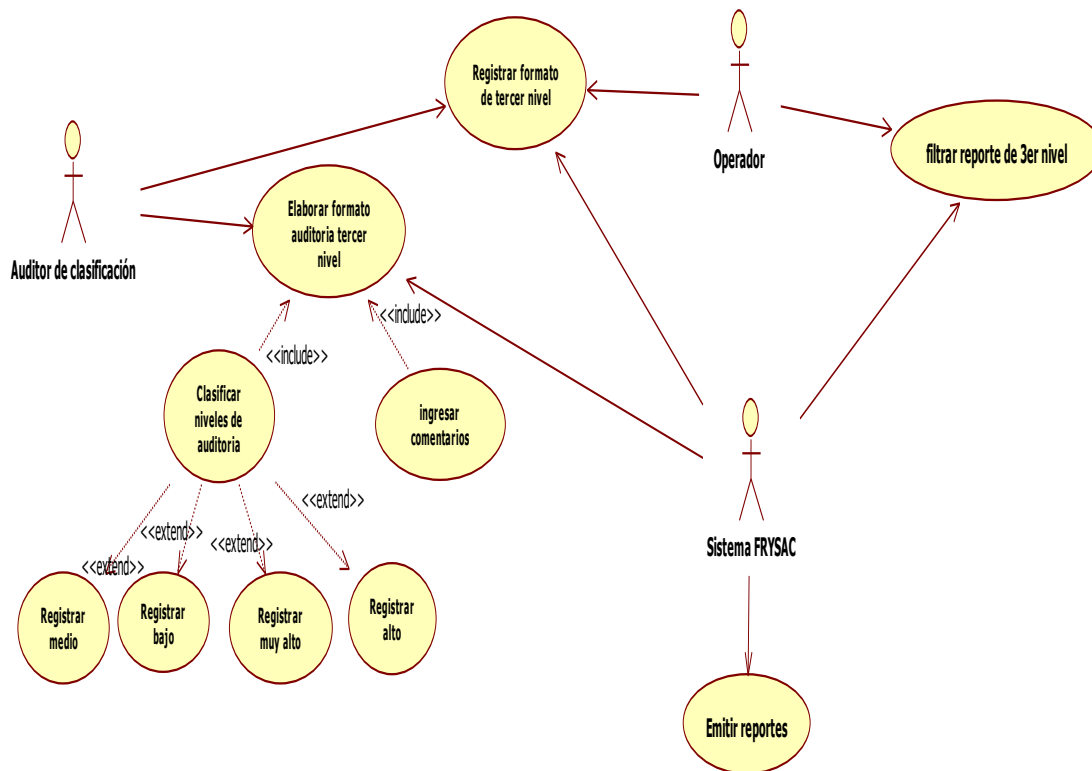 Registrar formato
de tercer nivel
Operador
filtrar reporte de 3er nivel
Auditor de clasificación
Elaborar formato
auditoria tercer
nivel
<<include>>
<<include>>
Clasificar
niveles de
auditoria
ingresar
comentarios
<<extend>>
<<extend>>
<<extend>>
<<extend>>
Sistema FRYSAC
Registrar
medio
Registrar
bajo
Registrar
muy alto
Registrar
alto
Emitir reportes